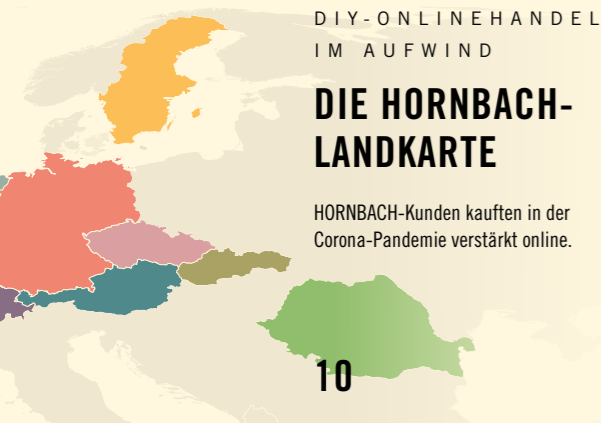 DIY-ONLINEHANDEL
IM AUFWIND
DIE HORNBACH-
LANDKARTE
HORNBACH-Kunden kauften in der
Corona-Pandemie verstärkt online.
10